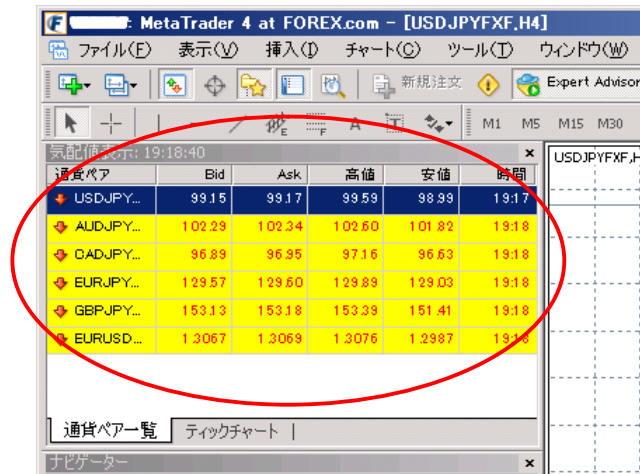 : MetaTrader 4 at FOREX.com - [USDJPYFXF,H4]
ファイル(F) 表示(V) 挿入(I) チャート(C) ツール(T) ウィンドウ(W)
新規注文 Expert Advisor
E F A T M1 M5 M15 M30
気配値表示: 19:18:40
USDJPYFXF,H
通貨ペア Bid Ask 高値 安値 時間
USDJPY... 99.15 99.17 99.59 98.99 19:17
AUDJPY... 102.29 102.34 102.60 101.82 19:18
CADJPY... 96.89 96.95 97.16 96.63 19:18
EURJPY... 129.57 129.60 129.89 129.03 19:18
GBPJPY... 153.13 153.18 153.39 151.41 19:18
EURUSD... 1.3067 1.3069 1.3076 1.2987 19:18
通貨ペア一覧 ティックチャート
ナビゲーター